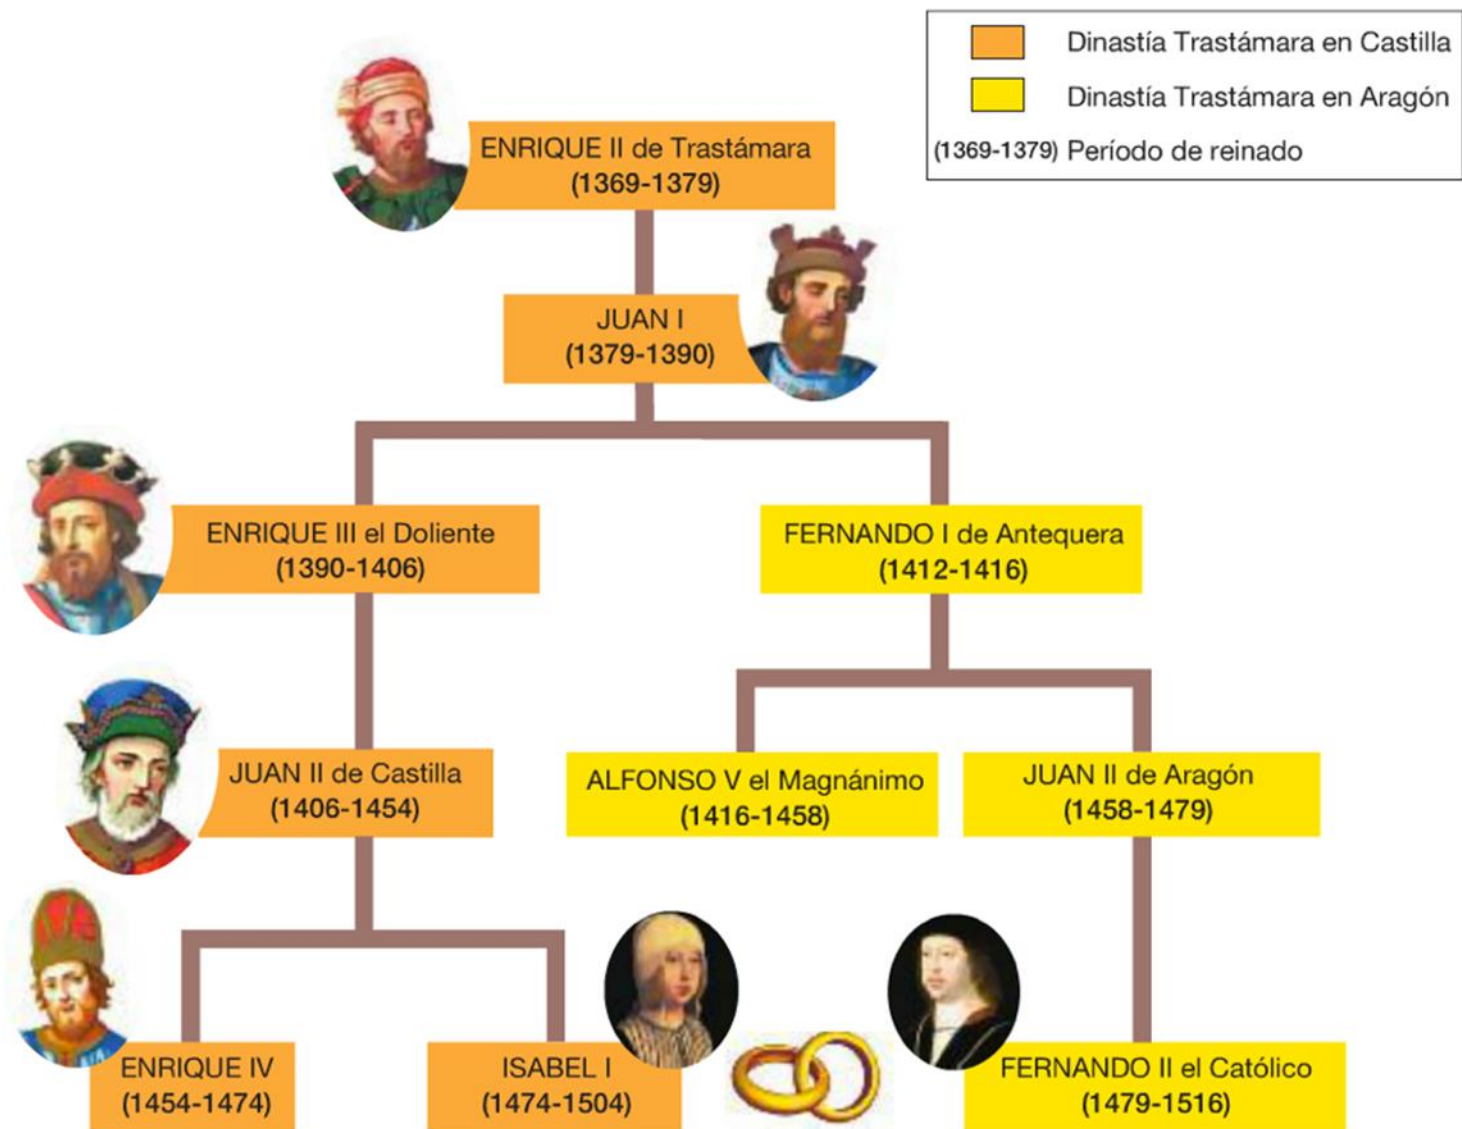 Dinastía Trastámara en Castilla
Dinastía Trastámara en Aragón
(1369-1379) Período de reinado
ENRIQUE II de Trastámara
(1369-1379)
JUAN I
(1379-1390)
ENRIQUE III el Doliente
(1390-1406)
FERNANDO I de Antequera
(1412-1416)
JUAN II de Castilla
(1406-1454)
ALFONSO V el Magnánimo
(1416-1458)
JUAN II de Aragón
(1458-1479)
ENRIQUE IV
(1454-1474)
ISABEL I
(1474-1504)
FERNANDO II el Católico
(1479-1516)